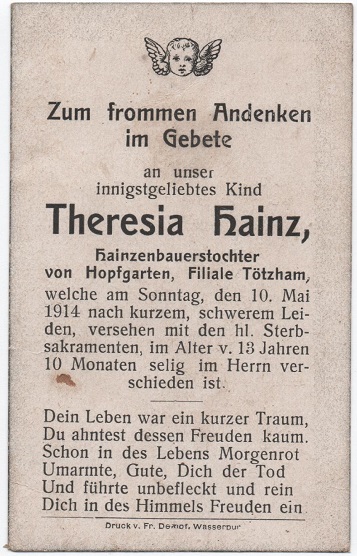 Zum frommen Andenken
im Gebete
an unser
innigstgeliebtes Kind
Theresia Hainz,
Hainzenbauerstochter
von Hopfgarten, Filiale Tötzham,
welche am Sonntag, den 10. Mai
1914 nach kurzem, schwerem Lei-
den, versehen mit den hl. Sterb-
sakramenten, im Alter v. 13 Jahren
10 Monaten selig im Herrn ver-
schieden ist.
Dein Leben war ein kurzer Traum,
Du ahntest dessen Freuden kaum.
Schon in des Lebens Morgenrot
Umarmte, Gute, Dich der Tod
Und führte unbefleckt und rein
Dich in des Himmels Freuden ein
Druck v. Fr.